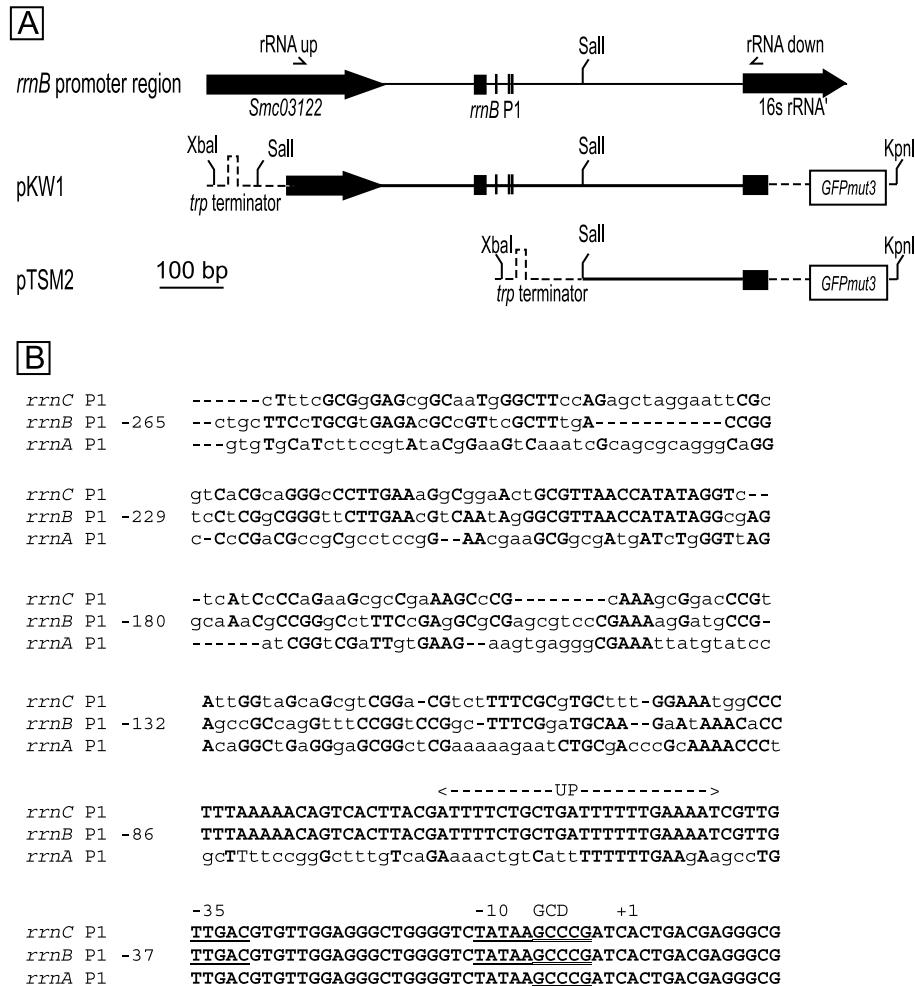 A
rRNA up
SalI
rRNA down
rrnB promoter region
Smc03122
rrnB P1
16s rRNA'
XbaI
SalI
SalI
KpnI
pKW1
trp terminator
GFPmut3
XbaI
SalI
KpnI
pTSM2
100 bp
trp terminator
GFPmut3
B
rrnC P1 ------cTttcGCGgGAGcgGCaaTgGGCTTccAGagctaggaattCGc
rrnB P1 -265 --ctgcTTCcTGCGtGAGACGCCGTTCGCTTTGA-----------CCGG
rrnA P1 ---gtgTgCATCttccGtAtaCGgaAGtCaaatcGcagcgcagggCaGG
rrnC P1 gtCaCGCaGGGCCCTTGAAAGGCggaActGCGTTAACCATATAGGTc--
rrnB P1 -229 tcCtCGgCGGGttCTTGAACGtCAAtAgGGCGTTAACCATATAGGcgAG
rrnA P1 c-CcCGACGccgCgcctccgG--AACgaaGCGgcgAtgATCTgGGTtAG
rrnC P1 -tcAtCCcCCAgaAGcgcCGaAAGCCCG--------cAAAgcGgacCCGt
rrnB P1 -180 gcaAaCGCCGGgCctTTCCGAgGCgCGagcgtccCGAAAagGatgCCG-
rrnA P1 ------atCGGtCGaTTgtGAAG--aagtgagggCGAAAttatgtatcc
rrnC P1 AttGGtaGCagCgtCGGa-CGtctTTTCGCgTGCttt-GGAAAtggCCC
rrnB P1 -132 AgccGCcagGtttCCGGtCCGgc-TTTCGgaTGCAA--GAatAAACaCC
rrnA P1 AcaGGCTgAGGgaGCGGctCGaaaaagaatCTGCgAcccGcAAAACCCt
<-------UP--------->
rrnC P1 TTTAAAAACAGTCACTTACGATTTTCTGCTGATTTTTTGAAAATCGTTG
rrnB P1 -86 TTTAAAAACAGTCACTTACGATTTTCTGCTGATTTTTTGAAAATCGTTG
rrnA P1 gcTTTttccggGctttgTcaGAaaactgtCattTTTTTTGAAgAagccTG
-35 -10 GCD +1
rrnC P1 TTGACGTGTTGGAGGGCTGGGGTCTATAAGCCCGATCACTGACGAGGGCG
rrnB P1 -37 TTGACGTGTTGGAGGGCTGGGGTCTATAAGCCCGATCACTGACGAGGGCG
rrnA P1 TTGACGTGTTGGAGGGCTGGGGTCTATAAGCCCGATCACTGACGAGGGCG